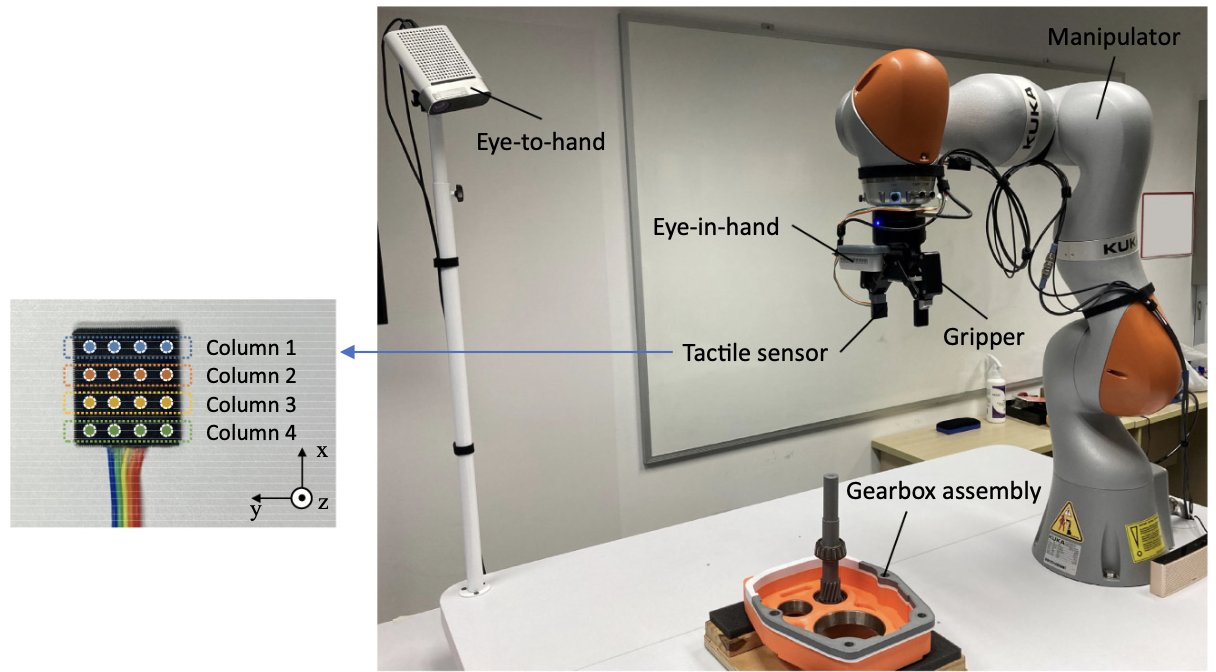 Manipulator
KUKA
Eye-to-hand
Eye-in-hand
KUK
Gripper
Tactile sensor
Column 1
Column 2
Column 3
Column 4
x
y
z
Gearbox assembly
KUKA